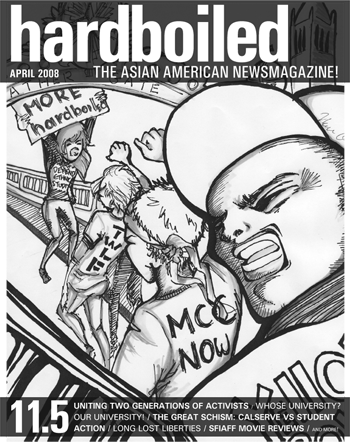 hardboiled
APRIL 2008
THE ASIAN AMERICAN NEWSMAGAZINE!
MORE
hardboiled
MCC
NOW
11.5
UNITING TWO GENERATIONS OF ACTIVISTS / WHOSE UNIVERSITY?
OUR UNIVERSITY! / THE GREAT SCHISM: CALSERVE VS STUDENT
ACTION / LONG LOST LIBERTIES / SFIAFF MOVIE REVIEWS / AND MORE!